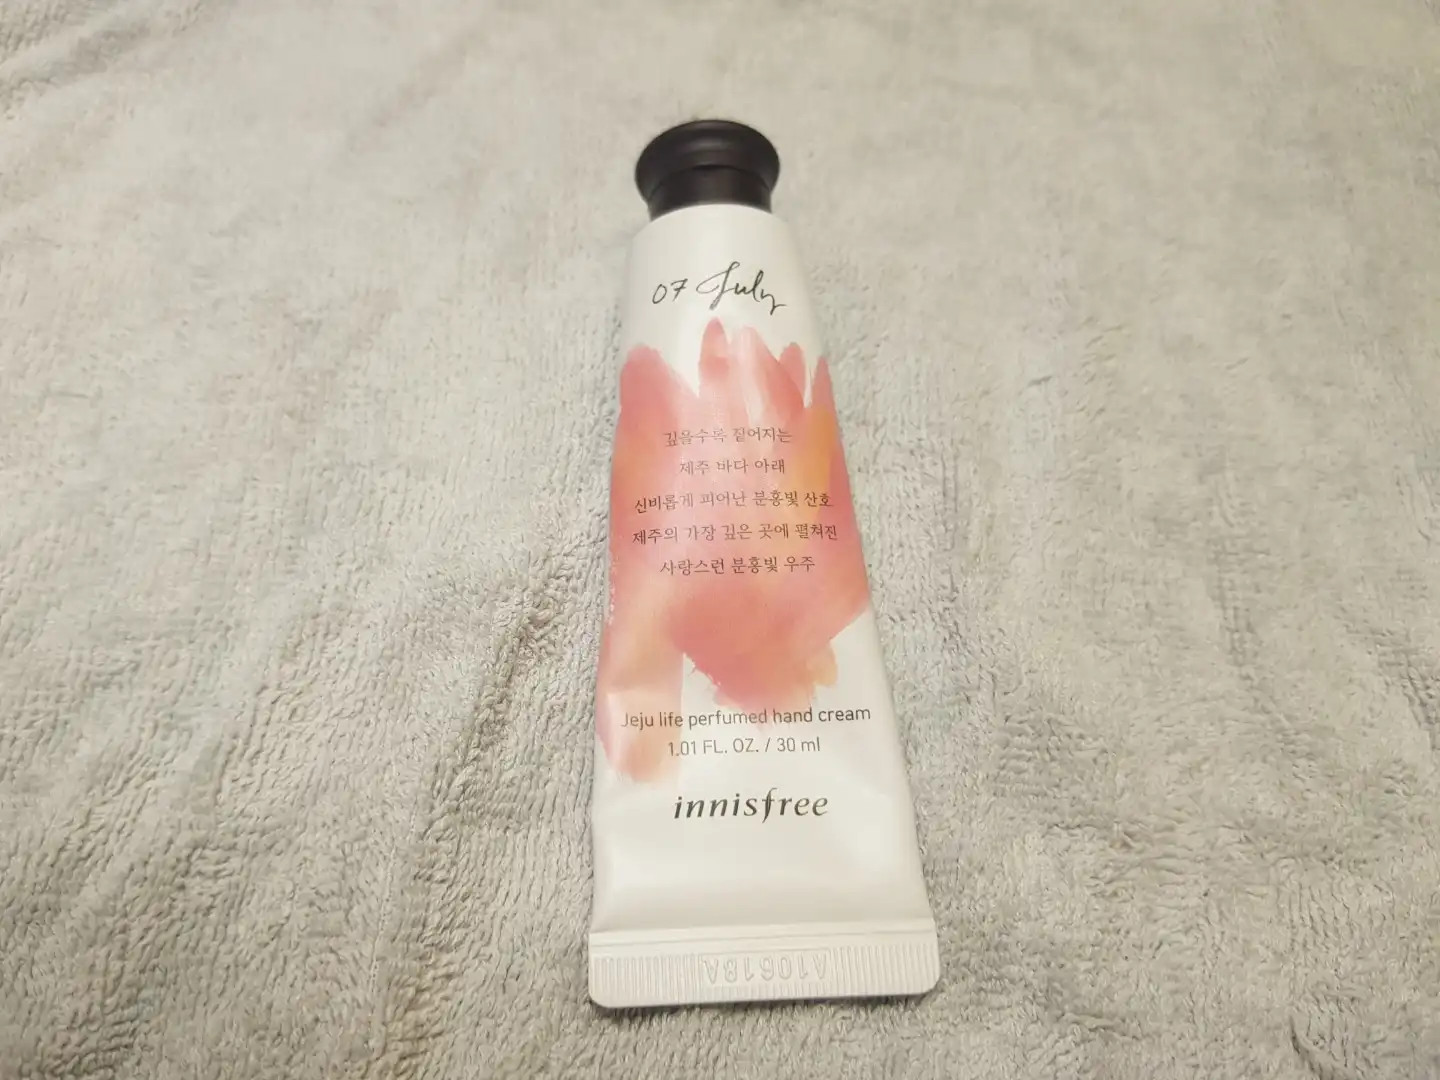 07 July
깊을수록 짙어지는
제주 바다 아래
신비롭게 피어난 분홍빛 산호
제주의 가장 깊은 곳에 펼쳐진
사랑스런 분홍빛 우주
Jeju life perfumed hand cream
1.01 FL. OZ. / 30 ml
innisfree
A10618A